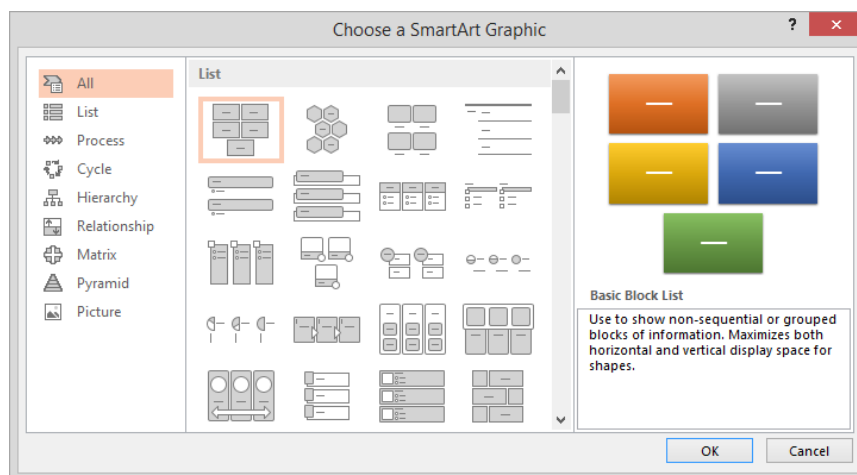 Choose a SmartArt Graphic
?
All
List
Process
Cycle
Hierarchy
Relationship
Matrix
Pyramid
Picture
List
Basic Block List
Use to show non-sequential or grouped
blocks of information. Maximizes both
horizontal and vertical display space for
shapes.
OK
Cancel